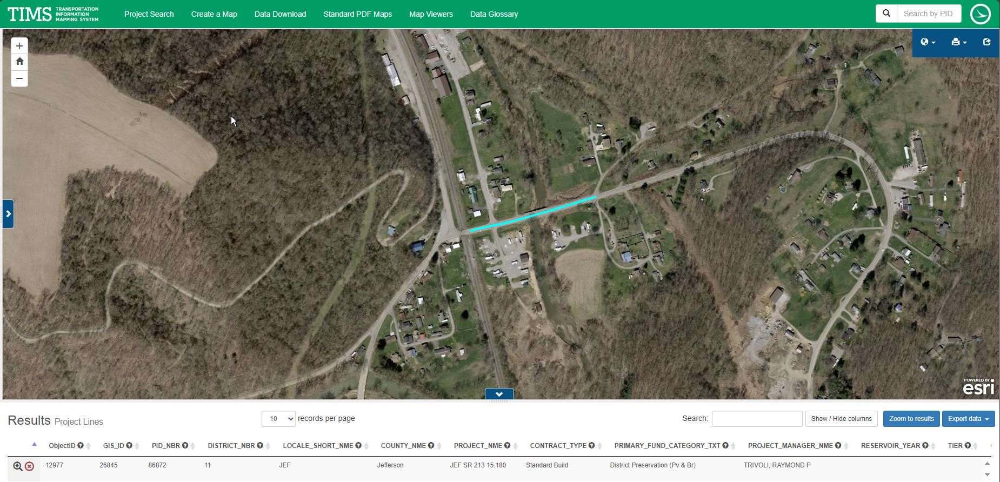 TIMS TRANSPORTATION INFORMATION MAPPING SYSTEM
Project Search Create a Map Data Download Standard PDF Maps Map Viewers Data Glossary Search by PID
POWERED BY
esri
Results Project Lines 10 records per page Search: Show / Hide columns Zoom to results Export data
ObjectID GIS_ID PID_NBR DISTRICT_NBR LOCALE_SHORT_NME COUNTY_NME PROJECT_NME CONTRACT_TYPE PRIMARY_FUND_CATEGORY_TXT PROJECT_MANAGER_NME RESERVOIR_YEAR TIER
12977 26845 86872 11 JEF Jefferson JEF SR 213 15.180 Standard Build District Preservation (Pv & Br) TRIVOLI, RAYMOND P